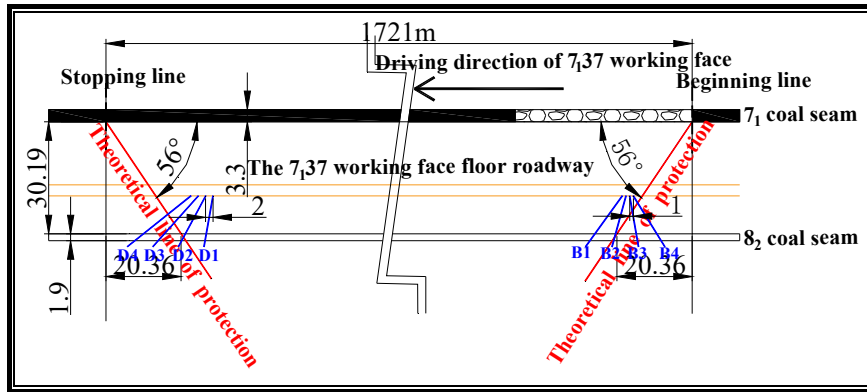 1721m
Driving direction of 7₁37 working face
Stopping line
Beginning line
7₁ coal seam
56°
56°
The 7₁37 working face floor roadway
3.3
30.19
Theoretical line of protection
Theoretical line of protection
2
1
D4 D3 D2 D1
B1 B2 B3 B4
8₂ coal seam
20.36
20.36
1.9